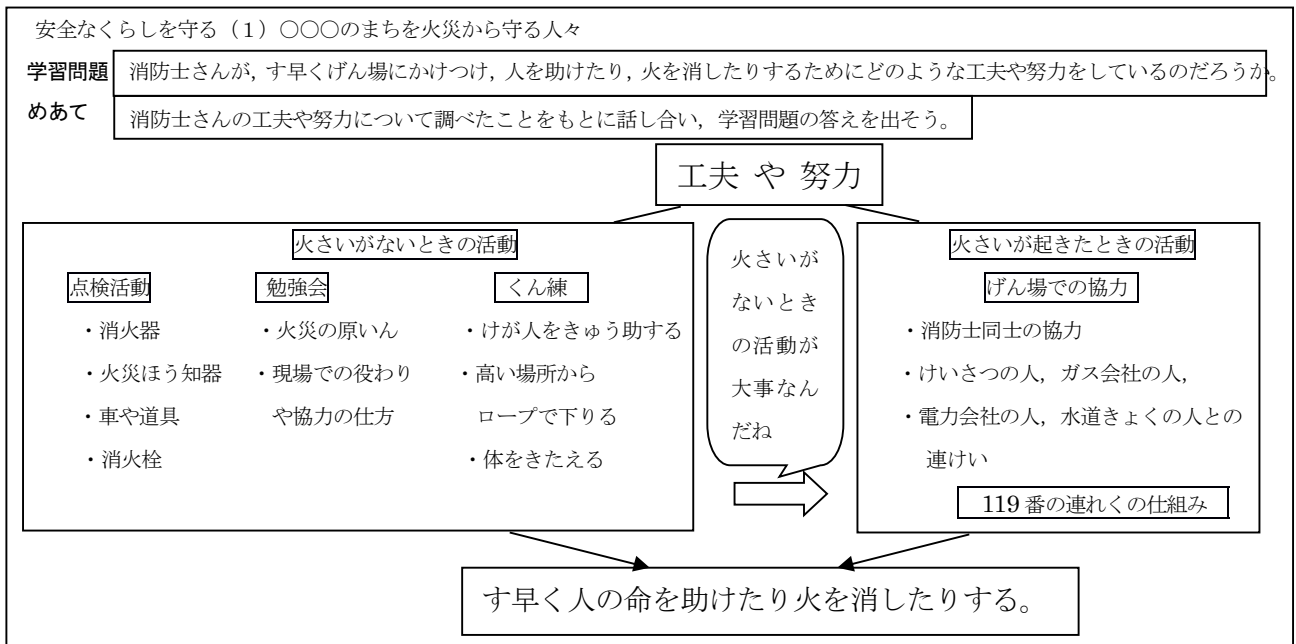 安全なくらしを守る（1）○○○のまちを火災から守る人々
学習問題
消防士さんが，す早くげん場にかけつけ，人を助けたり，火を消したりするためにどのような工夫や努力をしているのだろうか。
めあて
消防士さんの工夫や努力について調べたことをもとに話し合い，学習問題の答えを出そう。
工夫 や 努力
火さいがないときの活動
点検活動
・消火器
・火災ほう知器
・車や道具
・消火栓
勉強会
・火災の原いん
・現場での役わり
や協力の仕方
くん練
・けが人をきゅう助する
・高い場所から
ロープで下りる
・体をきたえる
火さいが
ないとき
の活動が
大事なん
だね
火さいが起きたときの活動
げん場での協力
・消防士同士の協力
・けいさつの人，ガス会社の人，
・電力会社の人，水道きょくの人との
連けい
119 番の連れくの仕組み
す早く人の命を助けたり火を消したりする。